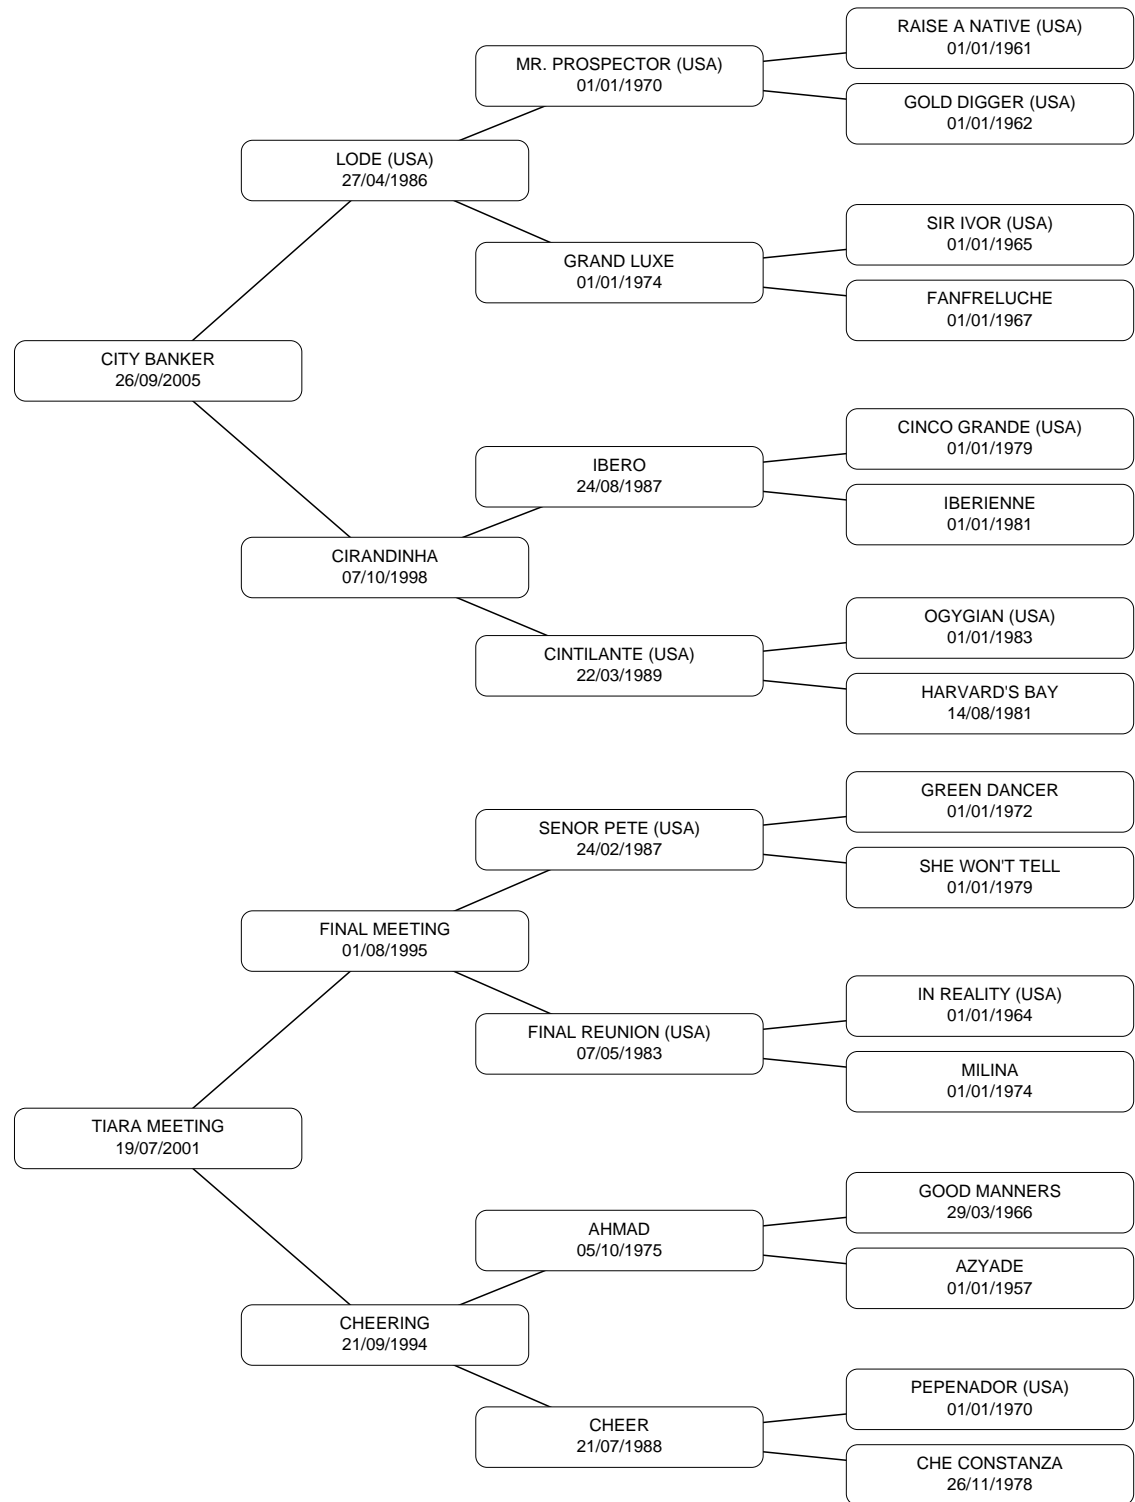 RAISE A NATIVE (USA)
01/01/1961
MR. PROSPECTOR (USA)
01/01/1970
GOLD DIGGER (USA)
01/01/1962
LODE (USA)
27/04/1986
SIR IVOR (USA)
01/01/1965
GRAND LUXE
01/01/1974
FANFRELUCHE
01/01/1967
CITY BANKER
26/09/2005
CINCO GRANDE (USA)
01/01/1979
IBERO
24/08/1987
IBERIENNE
01/01/1981
CIRANDINHA
07/10/1998
OGYGIAN (USA)
01/01/1983
CINTILANTE (USA)
22/03/1989
HARVARD'S BAY
14/08/1981
GREEN DANCER
01/01/1972
SENOR PETE (USA)
24/02/1987
SHE WON'T TELL
01/01/1979
FINAL MEETING
01/08/1995
IN REALITY (USA)
01/01/1964
FINAL REUNION (USA)
07/05/1983
MILINA
01/01/1974
TIARA MEETING
19/07/2001
GOOD MANNERS
29/03/1966
AHMAD
05/10/1975
AZYADE
01/01/1957
CHEERING
21/09/1994
PEPENADOR (USA)
01/01/1970
CHEER
21/07/1988
CHE CONSTANZA
26/11/1978